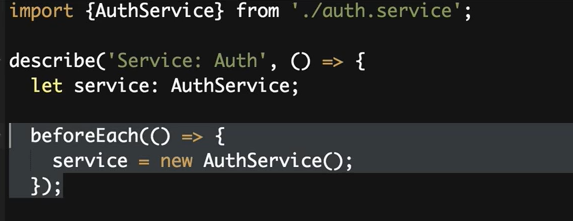 import {AuthService} from './auth.service';
describe('Service: Auth', () => {
let service: AuthService;
beforeEach(() => {
service = new AuthService();
});